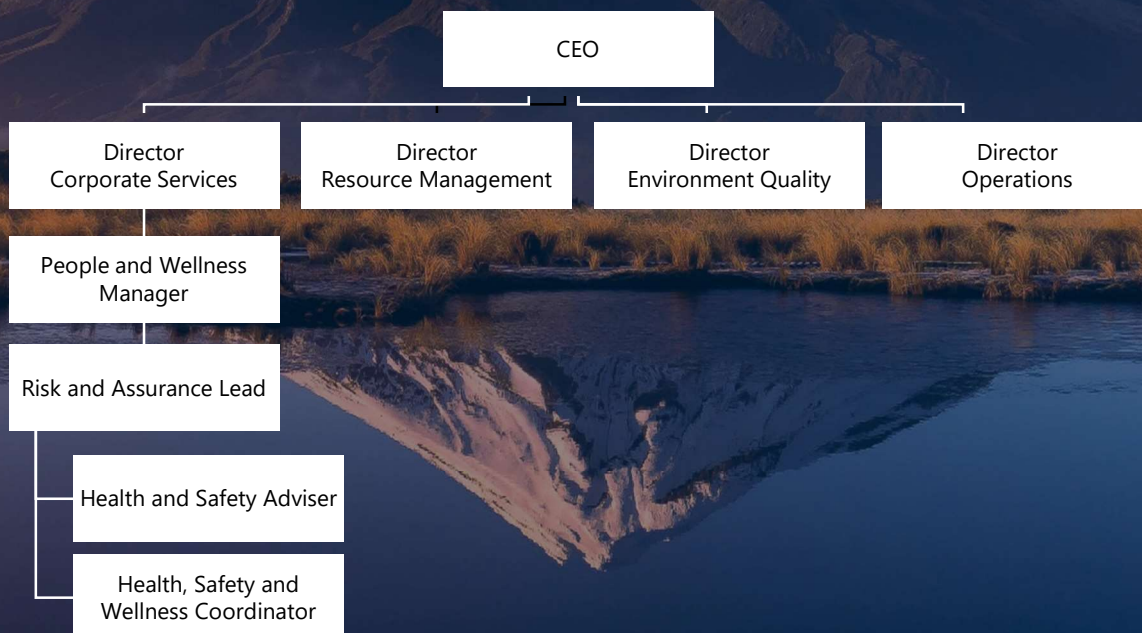 CEO
Director
Corporate Services
Director
Resource Management
Director
Environment Quality
Director
Operations
People and Wellness
Manager
Risk and Assurance Lead
Health and Safety Adviser
Health, Safety and
Wellness Coordinator